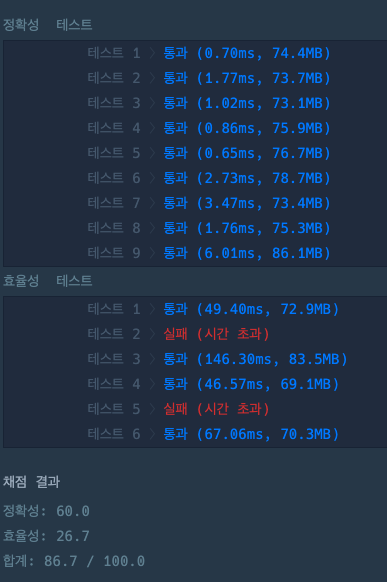 정확성 테스트
테스트 1 〉 통과 (0.70ms, 74.4MB)
테스트 2 〉 통과 (1.77ms, 73.7MB)
테스트 3 〉 통과 (1.02ms, 73.1MB)
테스트 4 〉 통과 (0.86ms, 75.9MB)
테스트 5 〉 통과 (0.65ms, 76.7MB)
테스트 6 〉 통과 (2.73ms, 78.7MB)
테스트 7 〉 통과 (3.47ms, 73.4MB)
테스트 8 〉 통과 (1.76ms, 75.3MB)
테스트 9 〉 통과 (6.01ms, 86.1MB)
효율성 테스트
테스트 1 〉 통과 (49.40ms, 72.9MB)
테스트 2 〉 실패 (시간 초과)
테스트 3 〉 통과 (146.30ms, 83.5MB)
테스트 4 〉 통과 (46.57ms, 69.1MB)
테스트 5 〉 실패 (시간 초과)
테스트 6 〉 통과 (67.06ms, 70.3MB)
채점 결과
정확성: 60.0
효율성: 26.7
합계: 86.7 / 100.0